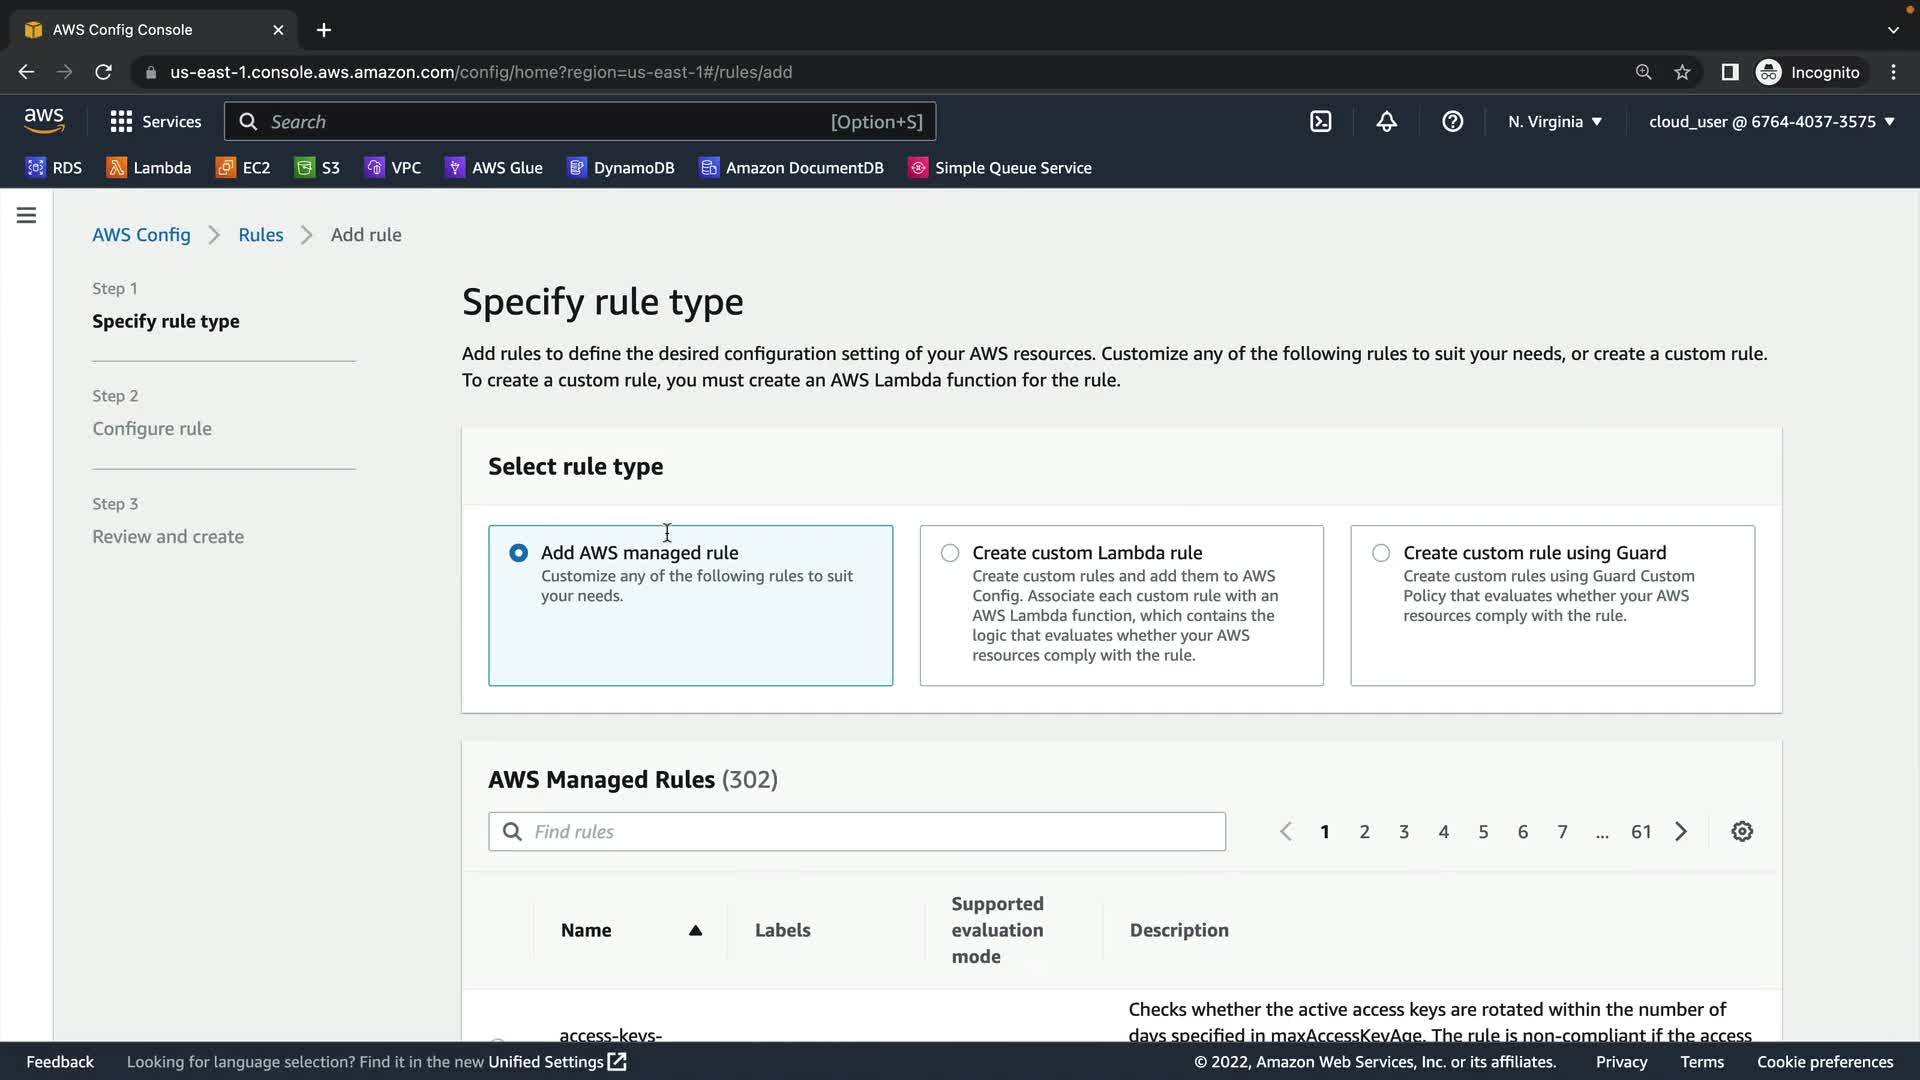 AWS Config Console
us-east-1.console.aws.amazon.com/config/home?region=us-east-1#/rules/add
Incognito
aws
Services
Search
[Option+S]
N. Virginia
cloud_user @ 6764-4037-3575
RDS
Lambda
EC2
S3
VPC
AWS Glue
DynamoDB
Amazon DocumentDB
Simple Queue Service
AWS Config
Rules
Add rule
Step 1
Specify rule type
Step 2
Configure rule
Step 3
Review and create
Specify rule type
Add rules to define the desired configuration setting of your AWS resources. Customize any of the following rules to suit your needs, or create a custom rule.
To create a custom rule, you must create an AWS Lambda function for the rule.
Select rule type
Add AWS managed rule
Customize any of the following rules to suit
your needs.
Create custom Lambda rule
Create custom rules and add them to AWS
Config. Associate each custom rule with an
AWS Lambda function, which contains the
logic that evaluates whether your AWS
resources comply with the rule.
Create custom rule using Guard
Create custom rules using Guard Custom
Policy that evaluates whether your AWS
resources comply with the rule.
AWS Managed Rules (302)
Find rules
1 2 3 4 5 6 7 ... 61
Name
Labels
Supported
evaluation
mode
Description
access-keys-
Checks whether the active access keys are rotated within the number of
days specified in maxAccessKeyAge. The rule is non-compliant if the access
Feedback
Looking for language selection? Find it in the new Unified Settings
© 2022, Amazon Web Services, Inc. or its affiliates.
Privacy
Terms
Cookie preferences